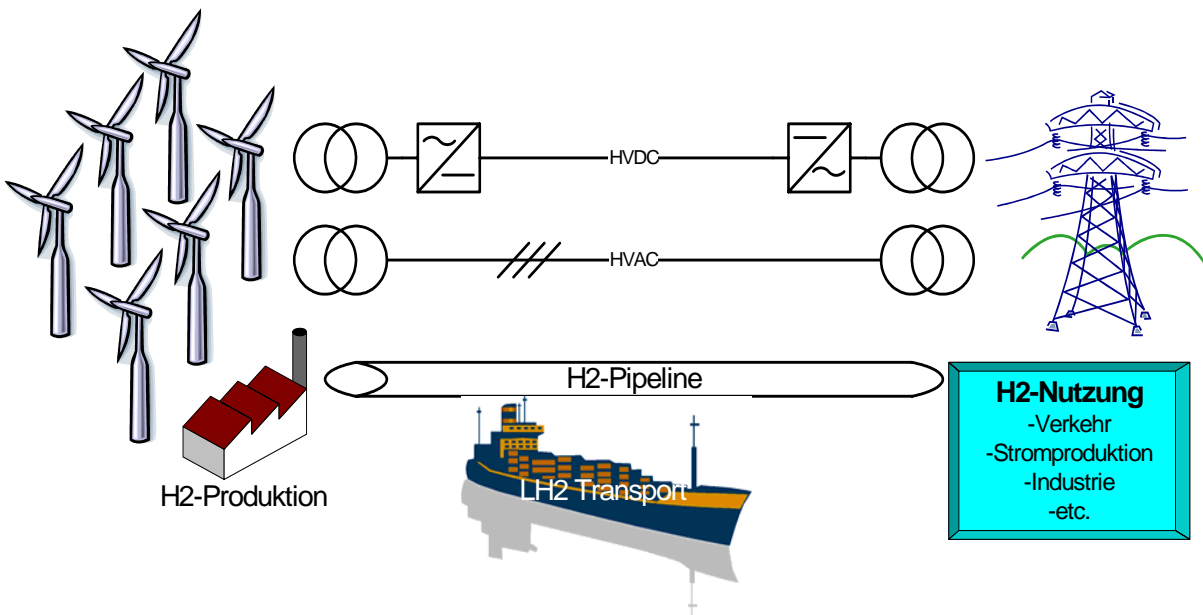 HVDC
HVAC
H2-Pipeline
H2-Produktion
LH2 Transport
H2-Nutzung
-Verkehr
-Stromproduktion
-Industrie
-etc.